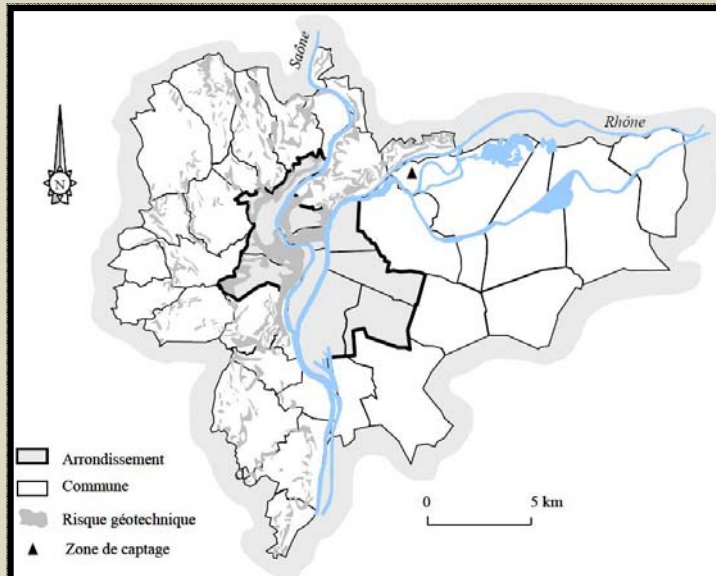 Saône
Rhône
N
Arrondissement
Commune
Risque géotechnique
Zone de captage
0 5 km